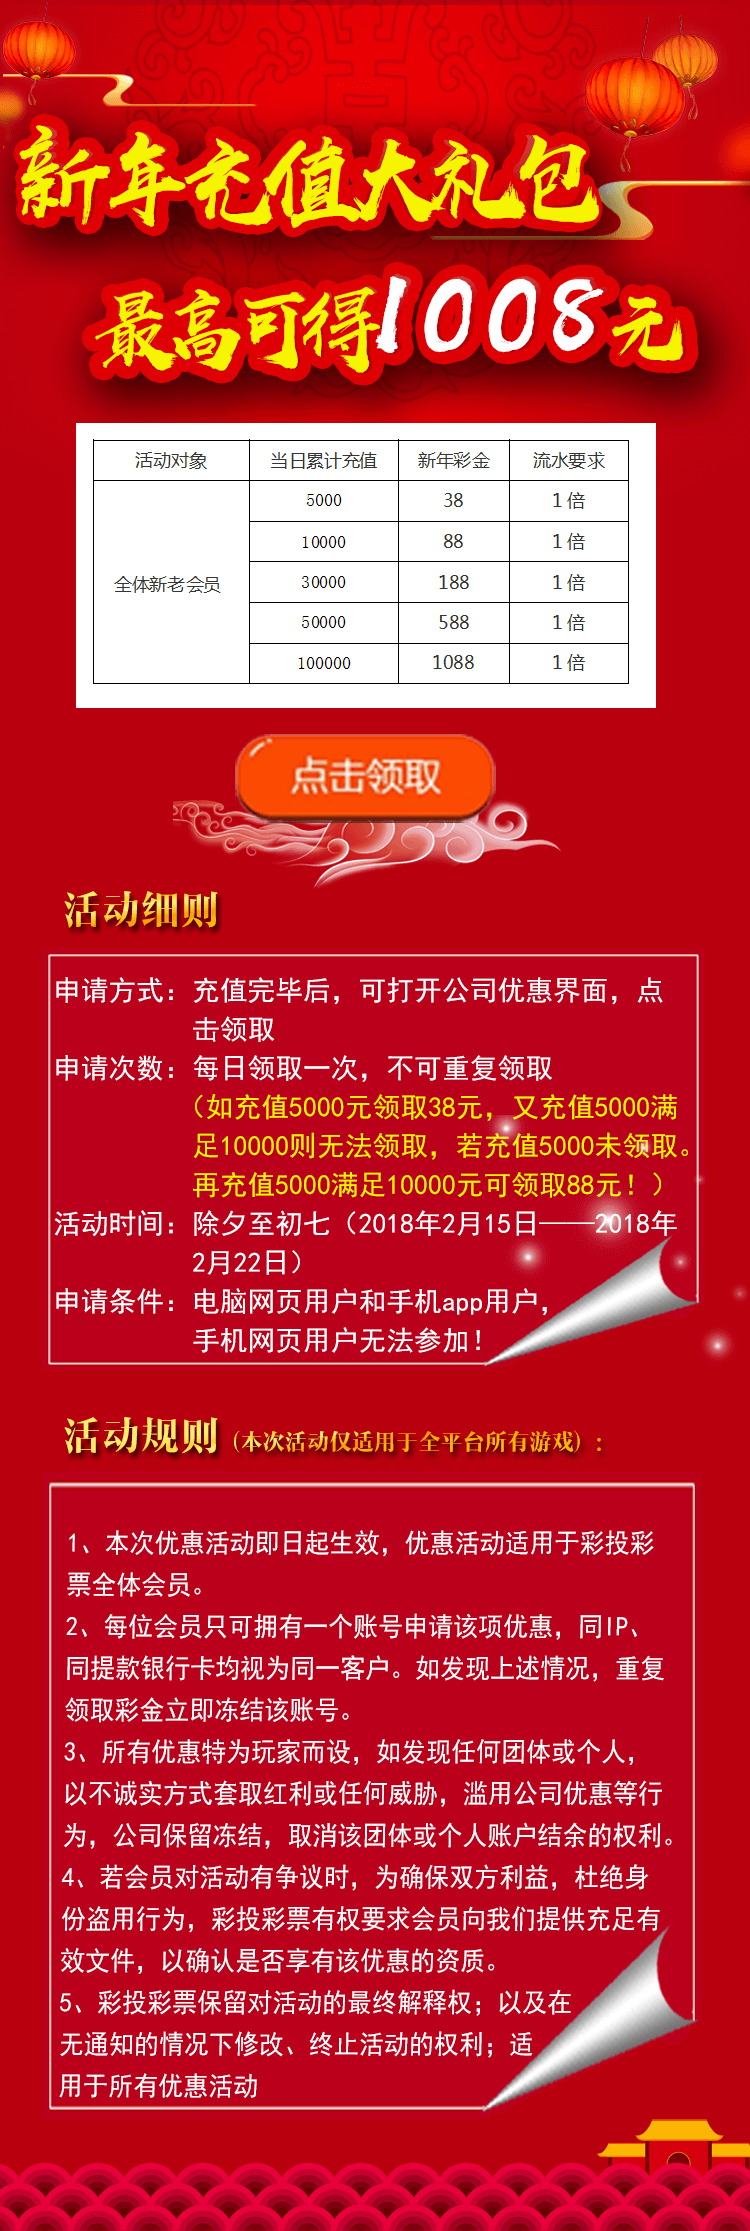 新年充值大礼包
最高可得1008元
活动对象 当日累计充值 新年彩金 流水要求
全体新老会员
5000 38 1倍
10000 88 1倍
30000 188 1倍
50000 588 1倍
100000 1088 1倍
点击领取
活动细则
申请方式：充值完毕后，可打开公司优惠界面，点
击领取
申请次数：每日领取一次，不可重复领取
（如充值5000元领取38元，又充值5000满
足10000则无法领取，若充值5000未领取。
再充值5000满足10000元可领取88元！）
活动时间：除夕至初七（2018年2月15日——2018年
2月22日）
申请条件：电脑网页用户和手机app用户，
手机网页用户无法参加！
活动规则（本次活动仅适用于全平台所有游戏）：
1、本次优惠活动即日起生效，优惠活动适用于彩投彩
票全体会员。
2、每位会员只可拥有一个账号申请该项优惠，同IP、
同提款银行卡均视为同一客户。如发现上述情况，重复
领取彩金立即冻结该账号。
3、所有优惠特为玩家而设，如发现任何团体或个人，
以不诚实方式套取红利或任何威胁，滥用公司优惠等行
为，公司保留冻结，取消该团体或个人账户结余的权利。
4、若会员对活动有争议时，为确保双方利益，杜绝身
份盗用行为，彩投彩票有权要求会员向我们提供充足有
效文件，以确认是否享有该优惠的资质。
5、彩投彩票保留对活动的最终解释权；以及在
无通知的情况下修改、终止活动的权利；适
用于所有优惠活动